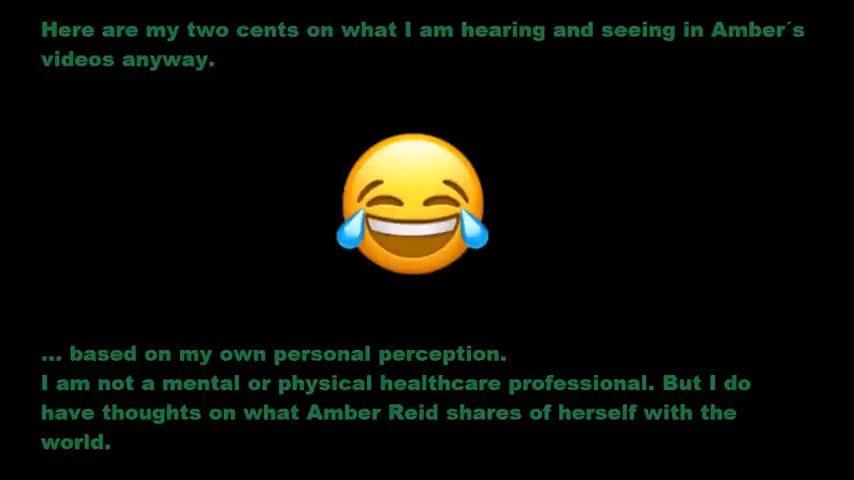 Here are my two cents on what I am hearing and seeing in Amber´s
videos anyway.
... based on my own personal perception.
I am not a mental or physical healthcare professional. But I do
have thoughts on what Amber Reid shares of herself with the
world.